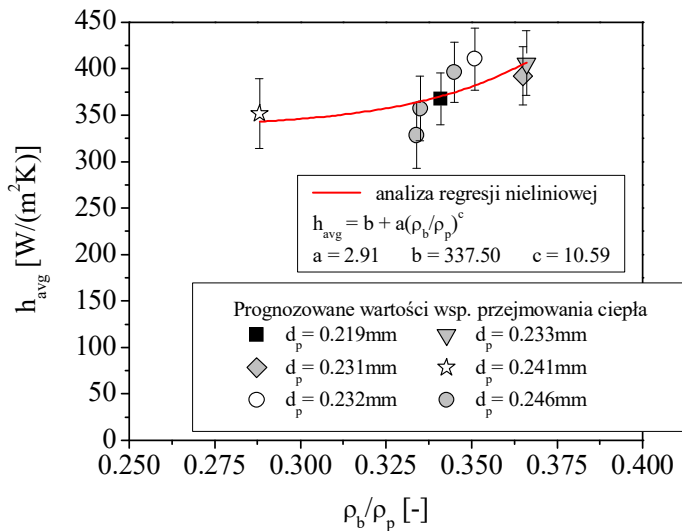 450
400
350
300
250
200
150
100
50
0
h_avg [W/(m²K)]
analiza regresji nieliniowej
h_avg = b + a(ρ_b/ρ_p)^c
a = 2.91 b = 337.50 c = 10.59
Prognozowane wartości wsp. przejmowania ciepła
d_p = 0.219mm d_p = 0.233mm
d_p = 0.231mm d_p = 0.241mm
d_p = 0.232mm d_p = 0.246mm
0.250 0.275 0.300 0.325 0.350 0.375 0.400
ρ_b/ρ_p [-]